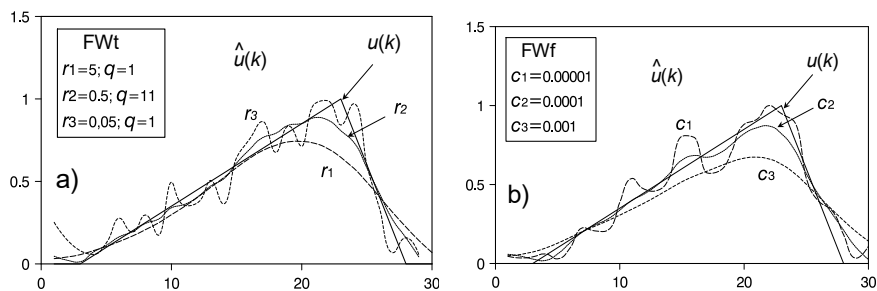 1.5
1
0.5
0
0
10
20
30
FWt
r1=5; q=1
r2=0.5; q=11
r3=0,05; q=1
û(k)
u(k)
r3
r2
r1
a)
1.5
1
0.5
0
0
10
20
30
FWf
c1=0.00001
c2=0.0001
c3=0.001
û(k)
u(k)
c1
c2
c3
b)